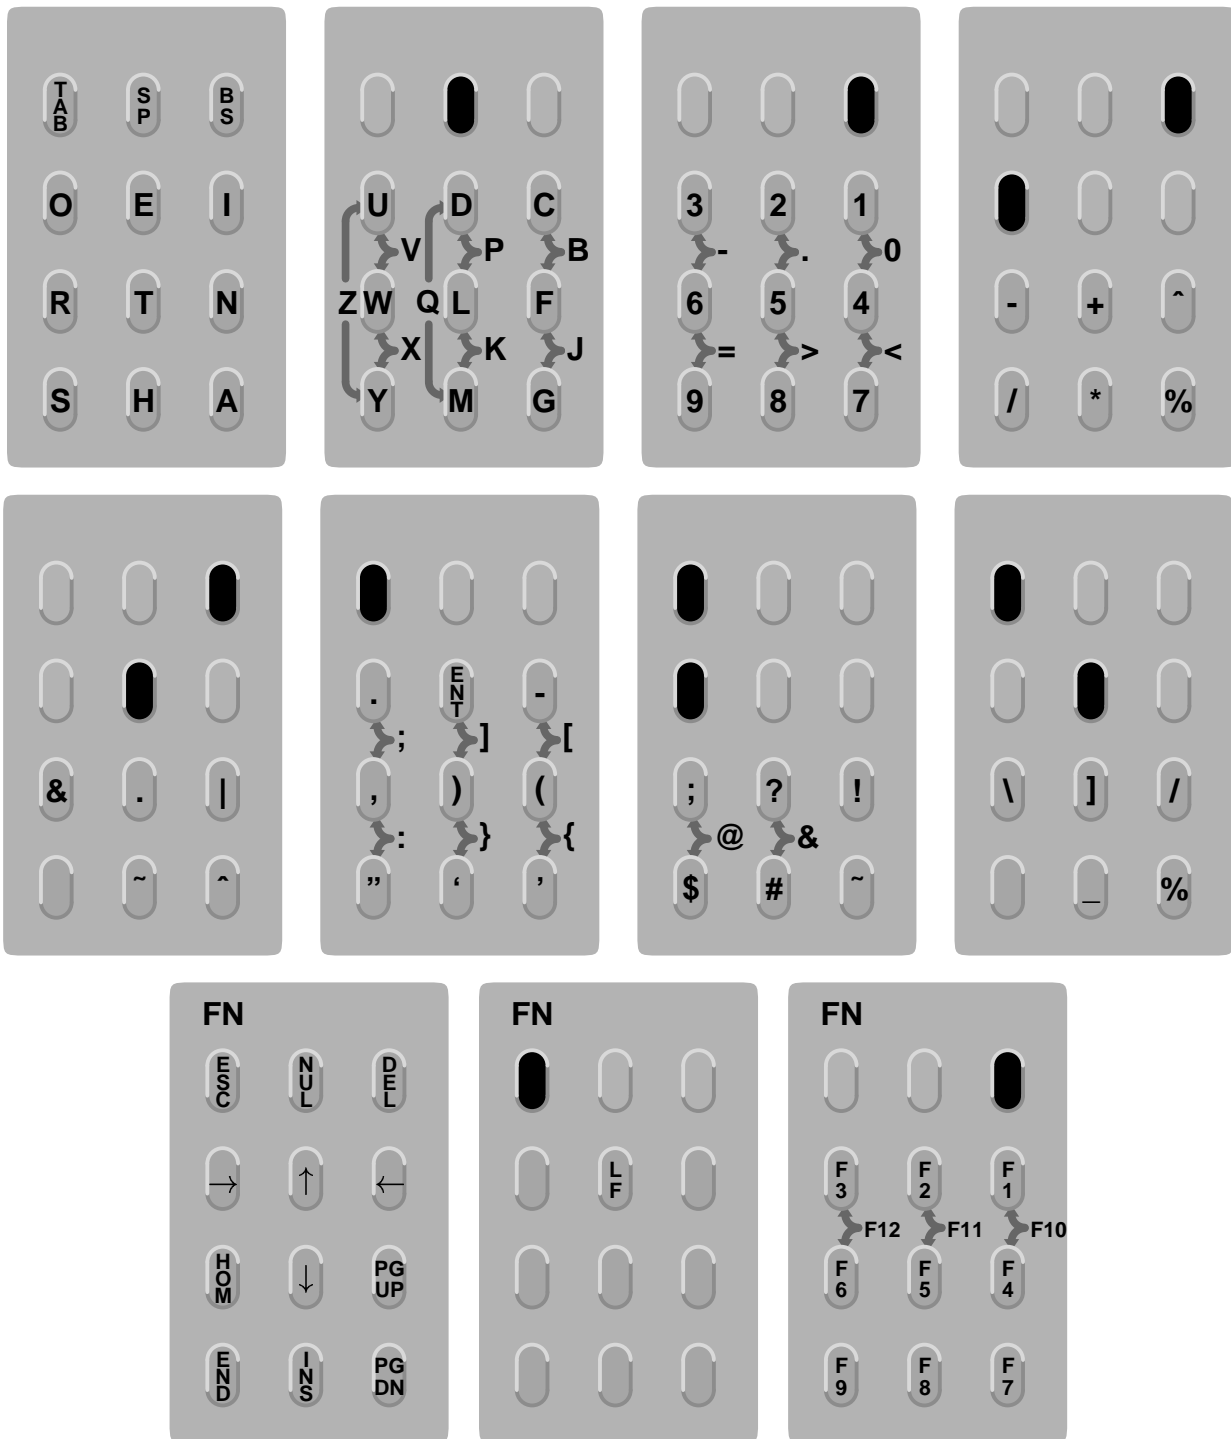 TAB SP BS
O E I
R T N
S H A
U D C
V P B
Z W Q L F
X K J
Y M G
3 2 1
- . 0
6 5 4
= > <
9 8 7
- + ˆ
/ * %
& . |
˜ ˆ
. ENT -
; ] [
, ) (
: } {
” ‘ ’
; ? !
@ &
$ # ˜
\ ] /
_ %
FN
ESC NUL DEL
→ ↑ ←
HOM ↓ PG UP
END INS PG DN
FN
LF
FN
F3 F2 F1
F12 F11 F10
F6 F5 F4
F9 F8 F7